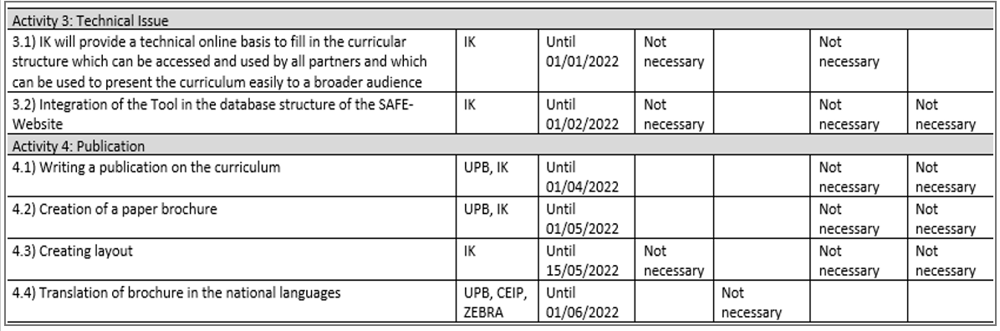 Activity 3: Technical Issue
3.1) IK will provide a technical online basis to fill in the curricular IK Until Not Not
structure which can be accessed and used by all partners and which 01/01/2022 necessary necessary
can be used to present the curriculum easily to a broader audience
3.2) Integration of the Tool in the database structure of the SAFE- IK Until Not Not Not
Website 01/02/2022 necessary necessary necessary
Activity 4: Publication
4.1) Writing a publication on the curriculum UPB, IK Until Not Not
01/04/2022 necessary necessary
4.2) Creation of a paper brochure UPB, IK Until Not Not
01/05/2022 necessary necessary
4.3) Creating layout IK Until Not Not Not
15/05/2022 necessary necessary necessary
4.4) Translation of brochure in the national languages UPB, CEIP, Until Not
ZEBRA 01/06/2022 necessary